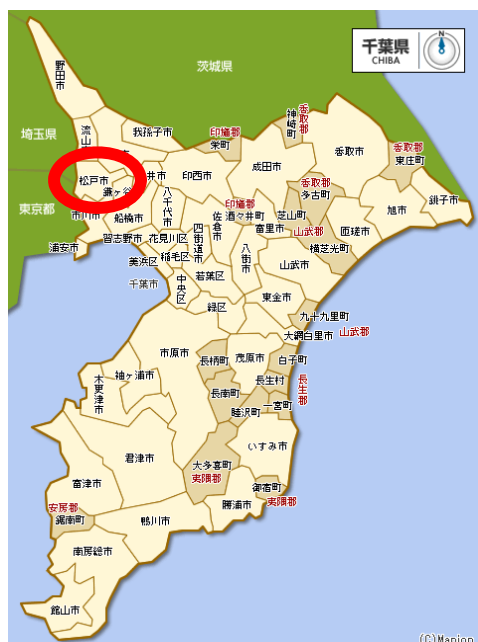 千葉県
CHIBA
茨城県
野田市
埼玉県
流山
我孫子市
印旛郡
栄町
神崎町
香取郡
香取市
香取郡
東庄町
松戸市
鎌ヶ谷
井市
印西市
成田市
香取郡
多古町
東京都
市川市
船橋市
八千代市
印旛郡
酒々井町
佐倉市
四街道市
富里市
芝山町
山武郡
旭市
銚子市
匝瑳市
横芝光町
浦安市
習志野市
花見川区
美浜区
稲毛区
千葉市
中央区
若葉区
八街市
山武市
緑区
東金市
九十九里町
大網白里市
山武郡
市原市
長柄町
茂原市
白子町
袖ヶ浦市
木更津市
長南町
長生村
長生郡
睦沢町
一宮町
君津市
いすみ市
大多喜町
夷隅郡
富津市
御宿町
夷隅郡
安房郡
鋸南町
鴨川市
勝浦市
南房総市
館山市
(C)Mapion